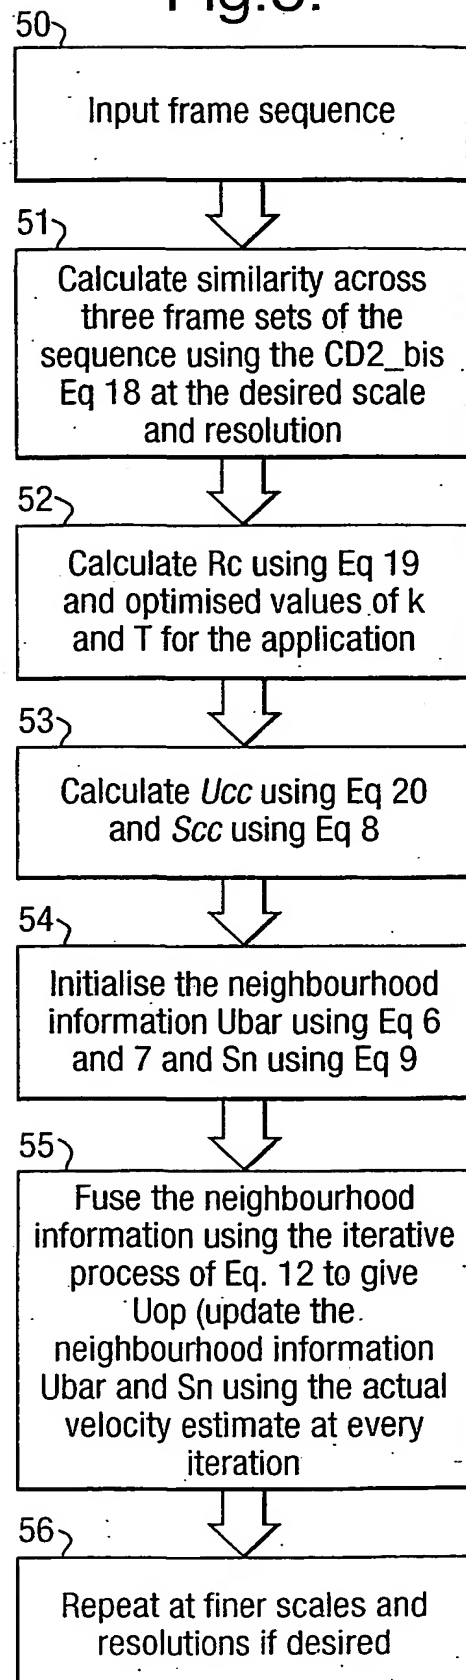 Fig.5.
50
Input frame sequence
51
Calculate similarity across
three frame sets of the
sequence using the CD2_bis
Eq 18 at the desired scale
and resolution
52
Calculate Rc using Eq 19
and optimised values of k
and T for the application
53
Calculate Ucc using Eq 20
and Scc using Eq 8
54
Initialise the neighbourhood
information Ubar using Eq 6
and 7 and Sn using Eq 9
55
Fuse the neighbourhood
information using the iterative
process of Eq. 12 to give
Uop (update the
neighbourhood information
Ubar and Sn using the actual
velocity estimate at every
iteration
56
Repeat at finer scales and
resolutions if desired